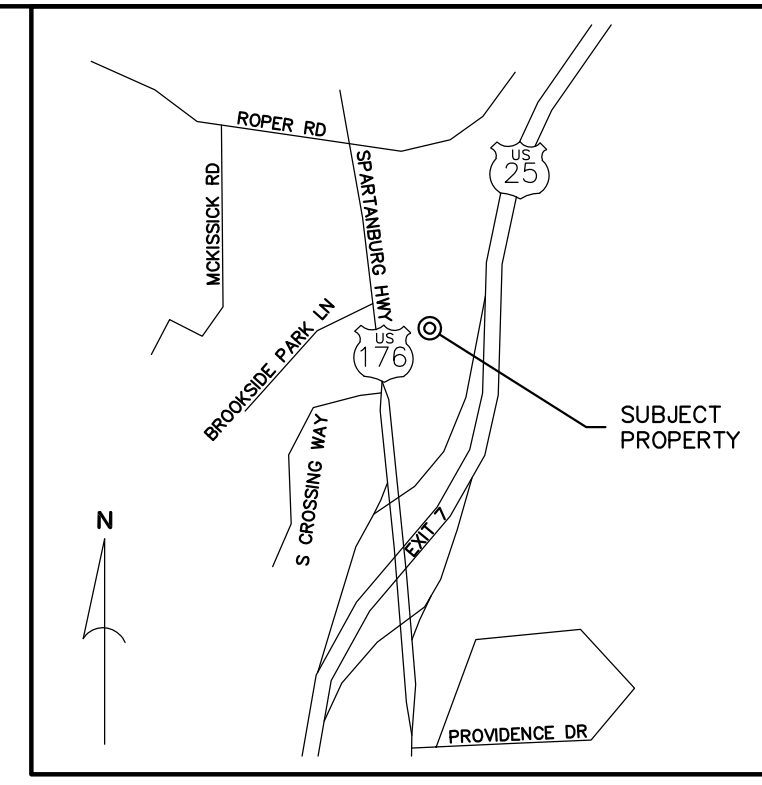 ROPER RD
US
25
SPARTANBURG HWY
MCKISSICK RD
BROOKSIDE PARK LN
US
176
SUBJECT
PROPERTY
S CROSSING WAY
N
EXIT 7
PROVIDENCE DR